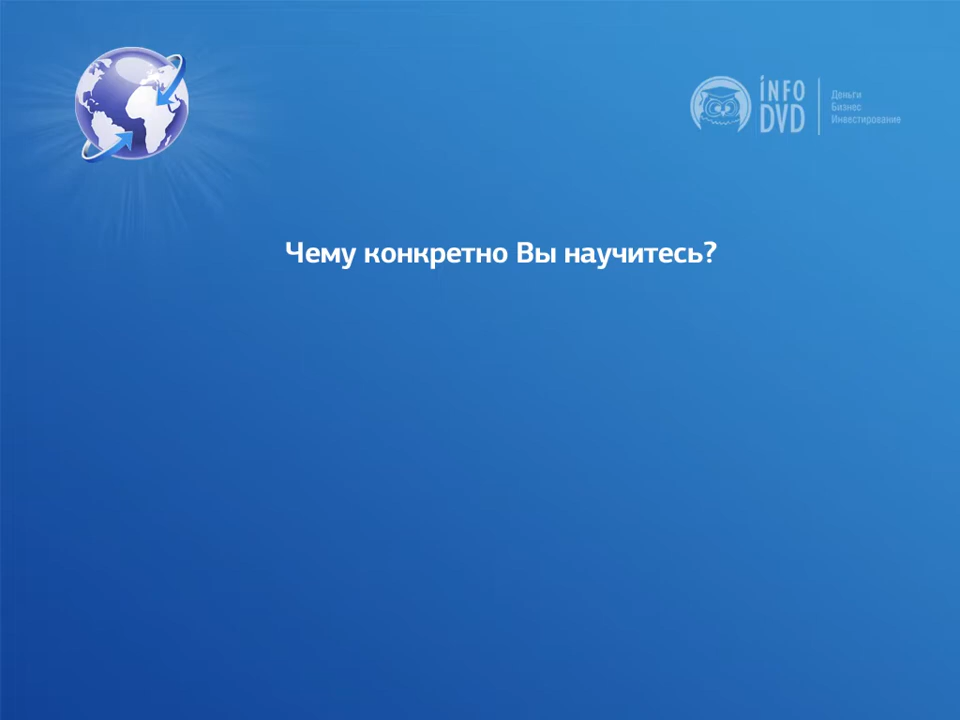 iNFO
DVD
Деньги
Бизнес
Инвестирование
Чему конкретно Вы научитесь?